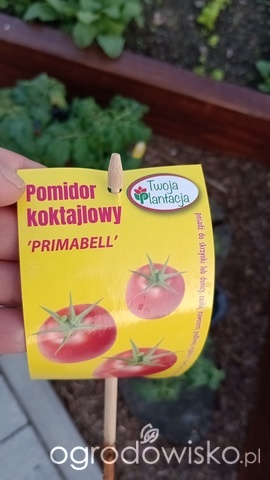 Pomidor
koktajlowy
'PRIMABELL'
Twoja
Plantacja
ogrodowisko.pl